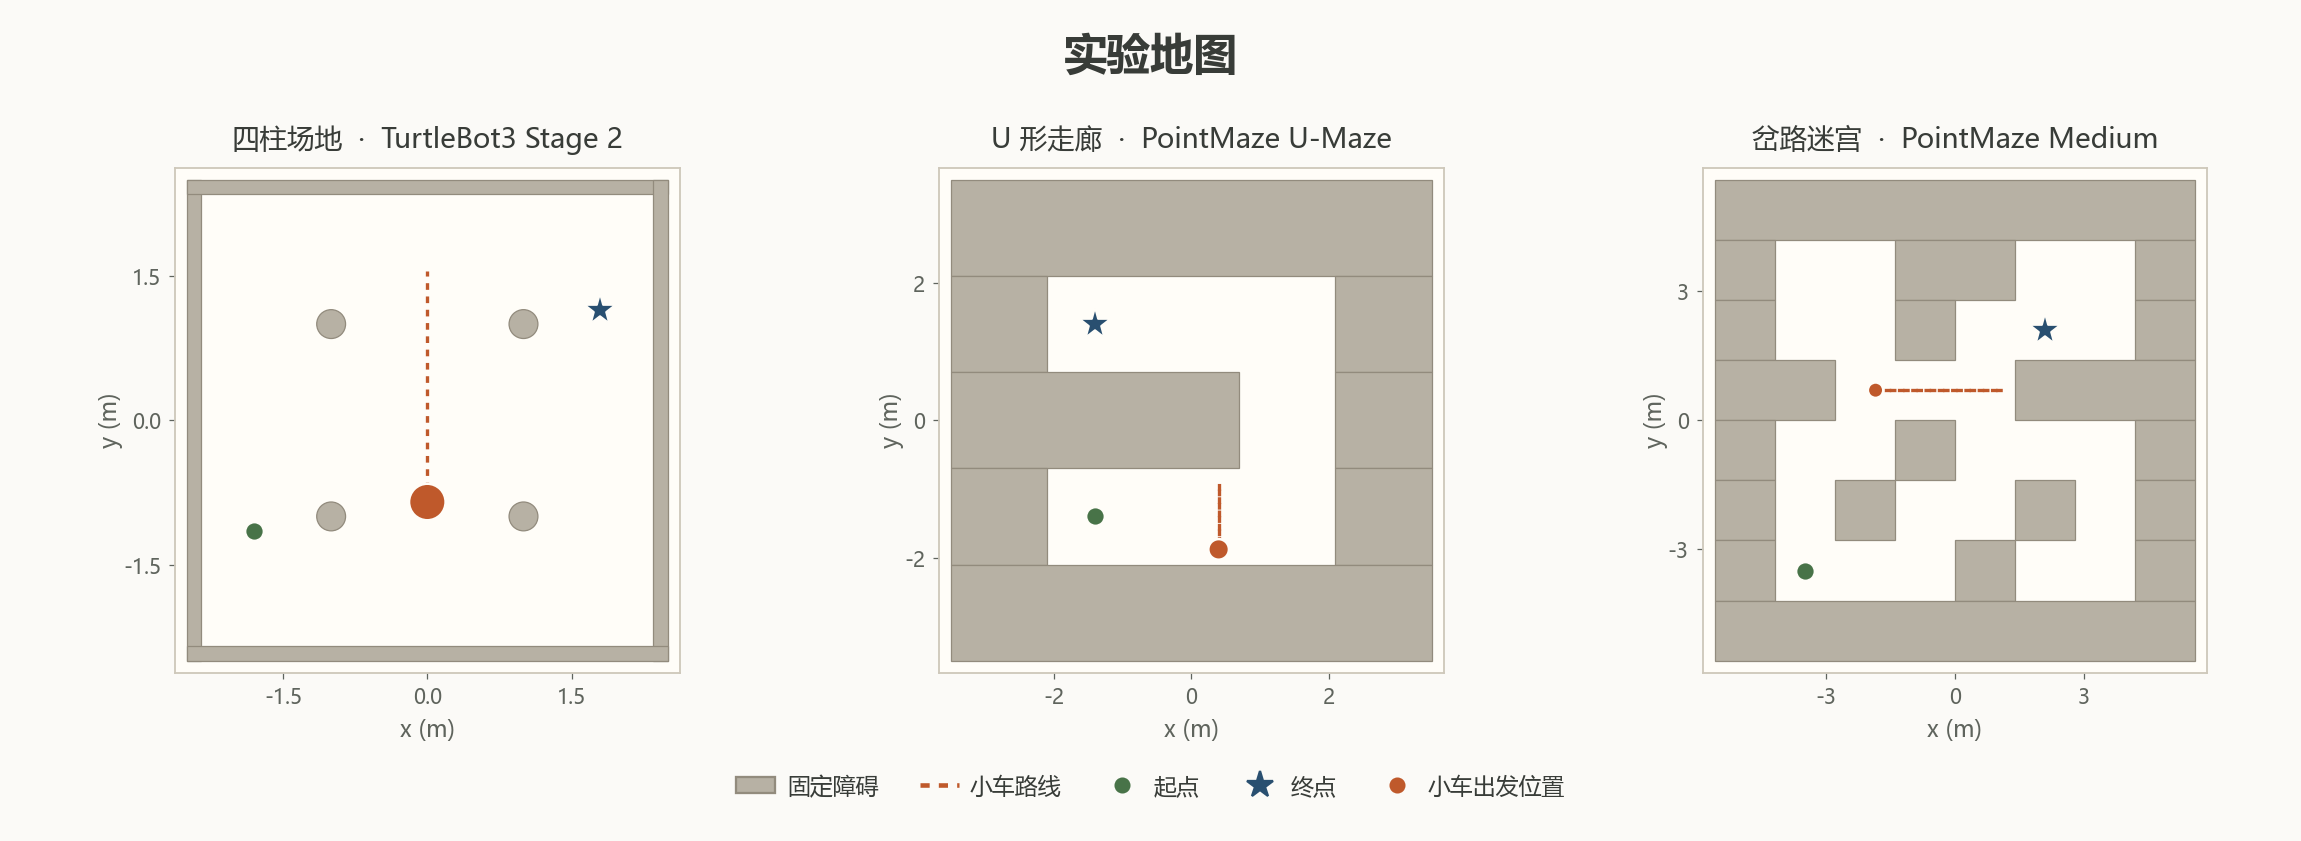 实验地图
四柱场地 · TurtleBot3 Stage 2
1.5
0.0
-1.5
y (m)
-1.5 0.0 1.5
x (m)
U 形走廊 · PointMaze U-Maze
2
0
-2
y (m)
-2 0 2
x (m)
岔路迷宫 · PointMaze Medium
3
0
-3
y (m)
-3 0 3
x (m)
固定障碍 小车路线 起点 终点 小车出发位置